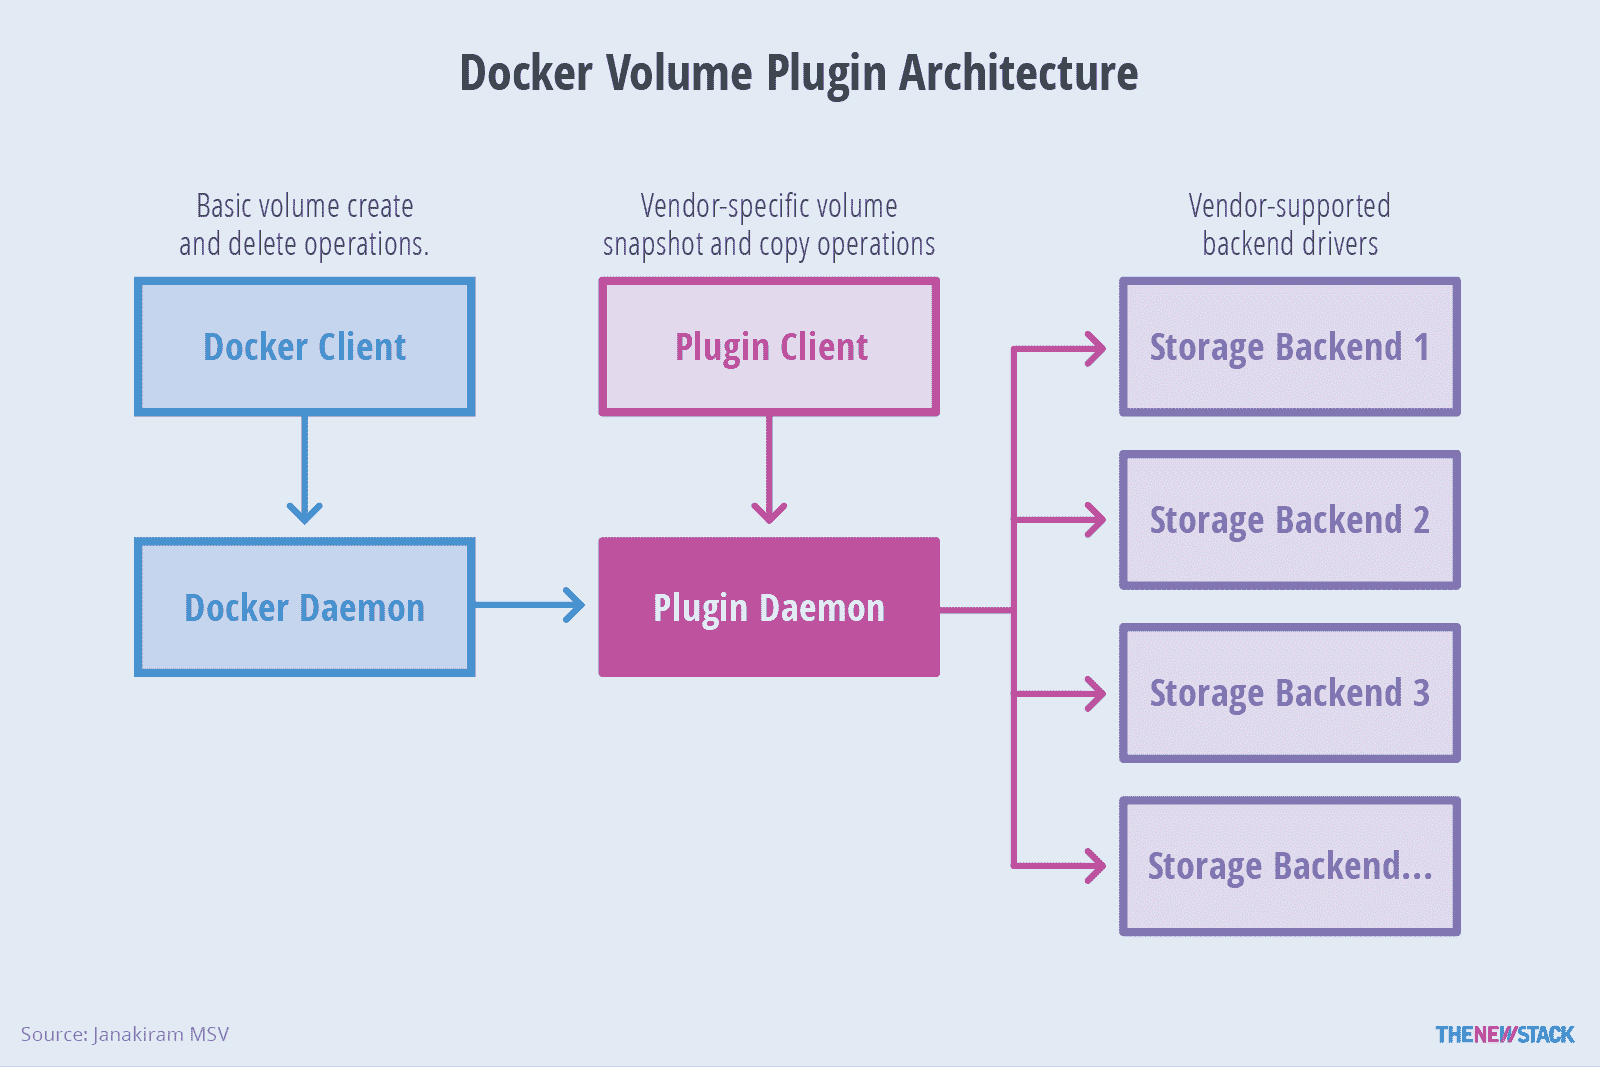 Docker Volume Plugin Architecture
Basic volume create
and delete operations.
Vendor-specific volume
snapshot and copy operations
Vendor-supported
backend drivers
Docker Client
Plugin Client
Storage Backend 1
Storage Backend 2
Docker Daemon
Plugin Daemon
Storage Backend 3
Storage Backend...
Source: Janakiram MSV
THENEWSTACK